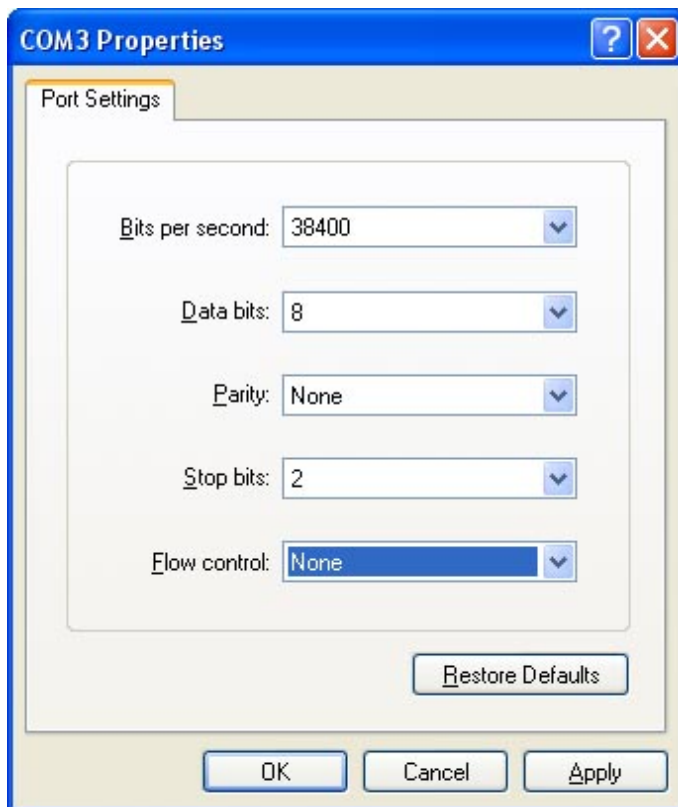 COM3 Properties
Port Settings
Bits per second: 38400
Data bits: 8
Parity: None
Stop bits: 2
Flow control: None
Restore Defaults
OK Cancel Apply